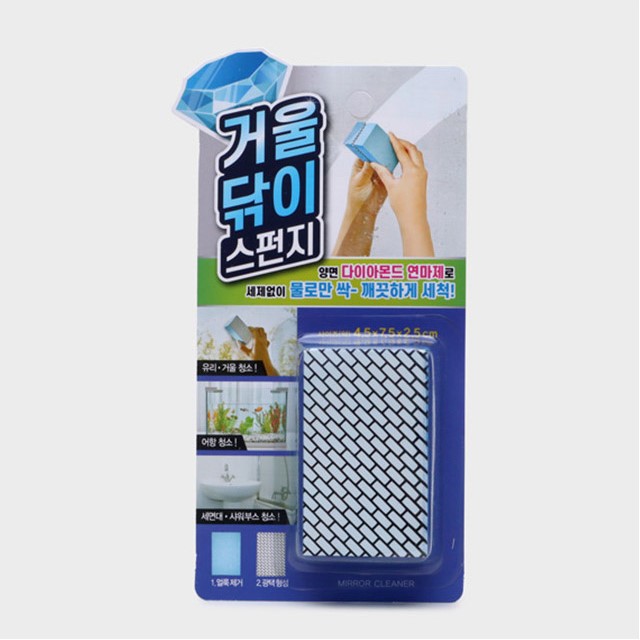 거울
닦이
스펀지
양면 다이아몬드 연마제로
세제없이 물로만 싹- 깨끗하게 세척!
4.5×7.5×2.5cm
유리·거울 청소!
어항 청소!
세면대·샤워부스 청소!
1.얼룩 제거
2.광택 형성
MIRROR CLEANER